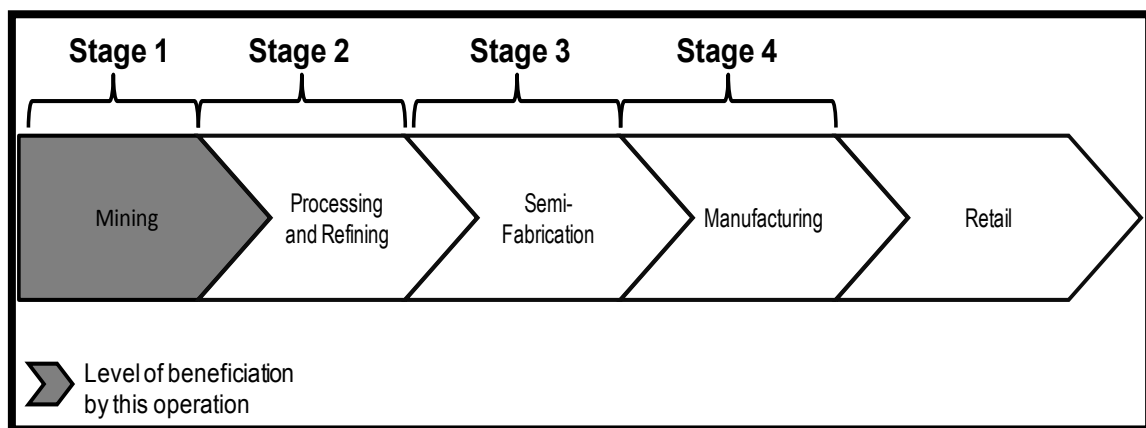 Stage 1
Stage 2
Stage 3
Stage 4
Mining
Processing
and Refining
Semi-
Fabrication
Manufacturing
Retail
Level of beneficiation
by this operation